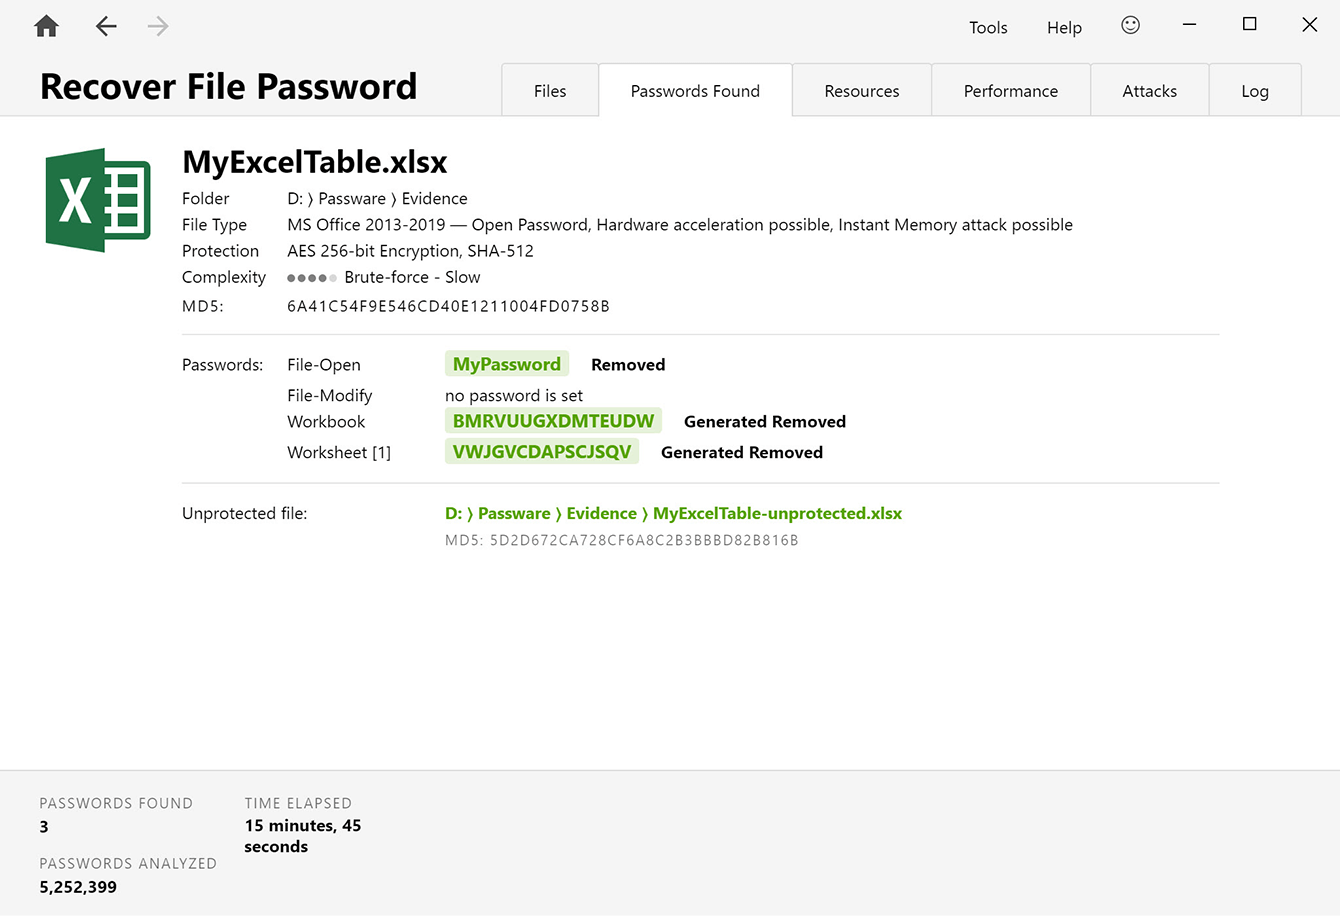 Tools Help
Recover File Password
Files Passwords Found Resources Performance Attacks Log
MyExcelTable.xlsx
Folder D: ⟩ Passware ⟩ Evidence
File Type MS Office 2013-2019 — Open Password, Hardware acceleration possible, Instant Memory attack possible
Protection AES 256-bit Encryption, SHA-512
Complexity Brute-force - Slow
MD5: 6A41C54F9E546CD40E1211004FD0758B
Passwords: File-Open MyPassword Removed
File-Modify no password is set
Workbook BMRVUUGXDMTEUDW Generated Removed
Worksheet [1] VWJGVCDAPSCJSQV Generated Removed
Unprotected file: D: ⟩ Passware ⟩ Evidence ⟩ MyExcelTable-unprotected.xlsx
MD5: 5D2D672CA728CF6A8C2B3BBBD82B816B
PASSWORDS FOUND
3
TIME ELAPSED
15 minutes, 45
seconds
PASSWORDS ANALYZED
5,252,399